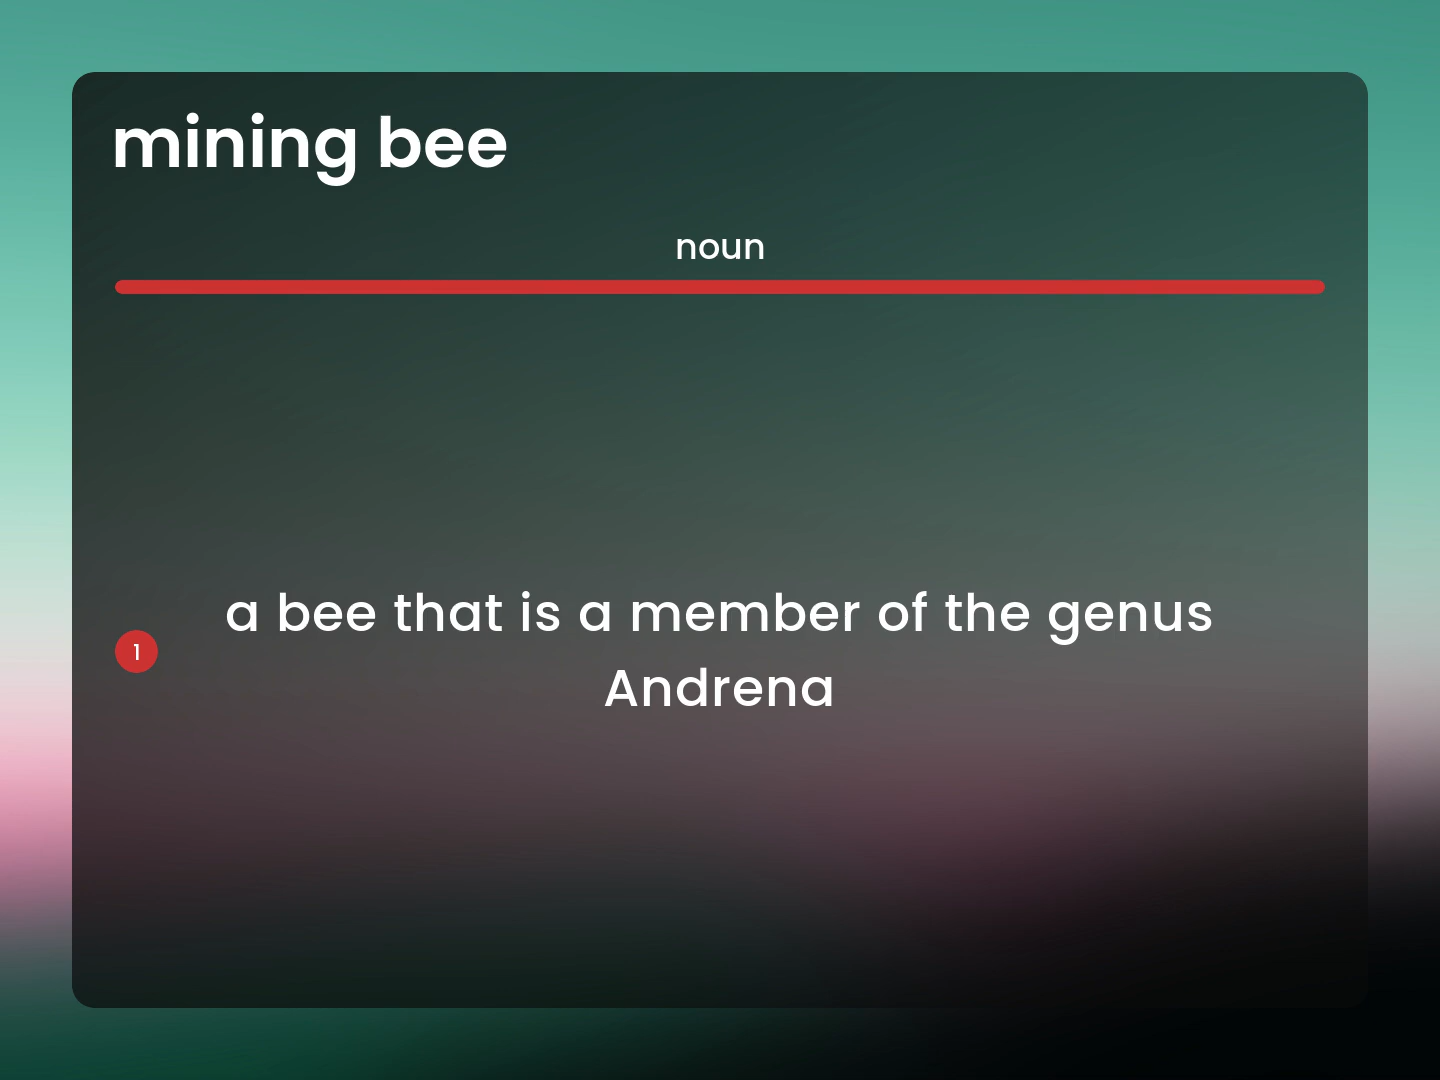 mining bee
noun
1
a bee that is a member of the genus
Andrena